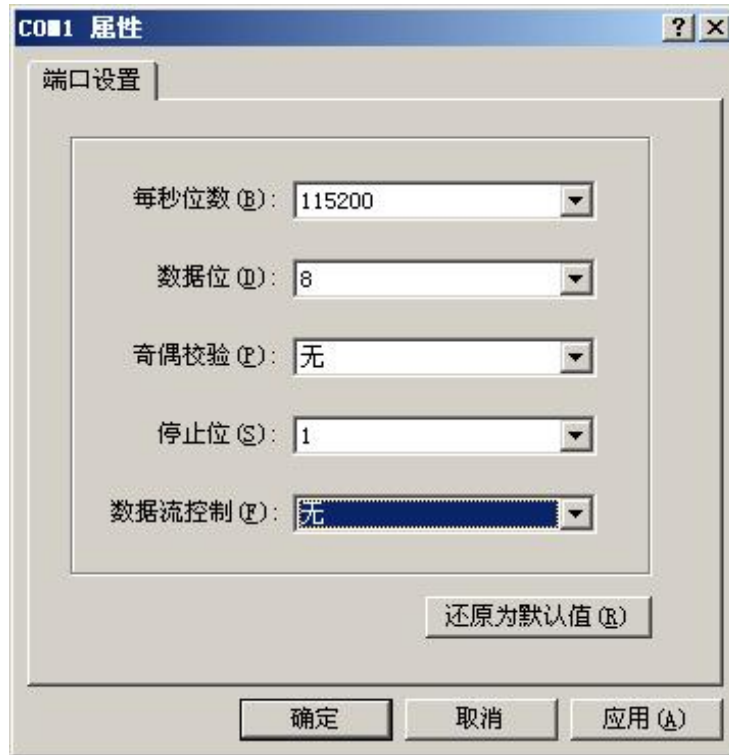 COM1 属性
端口设置
每秒位数(B): 115200
数据位(D): 8
奇偶校验(P): 无
停止位(S): 1
数据流控制(F): 无
还原为默认值(R)
确定 取消 应用(A)